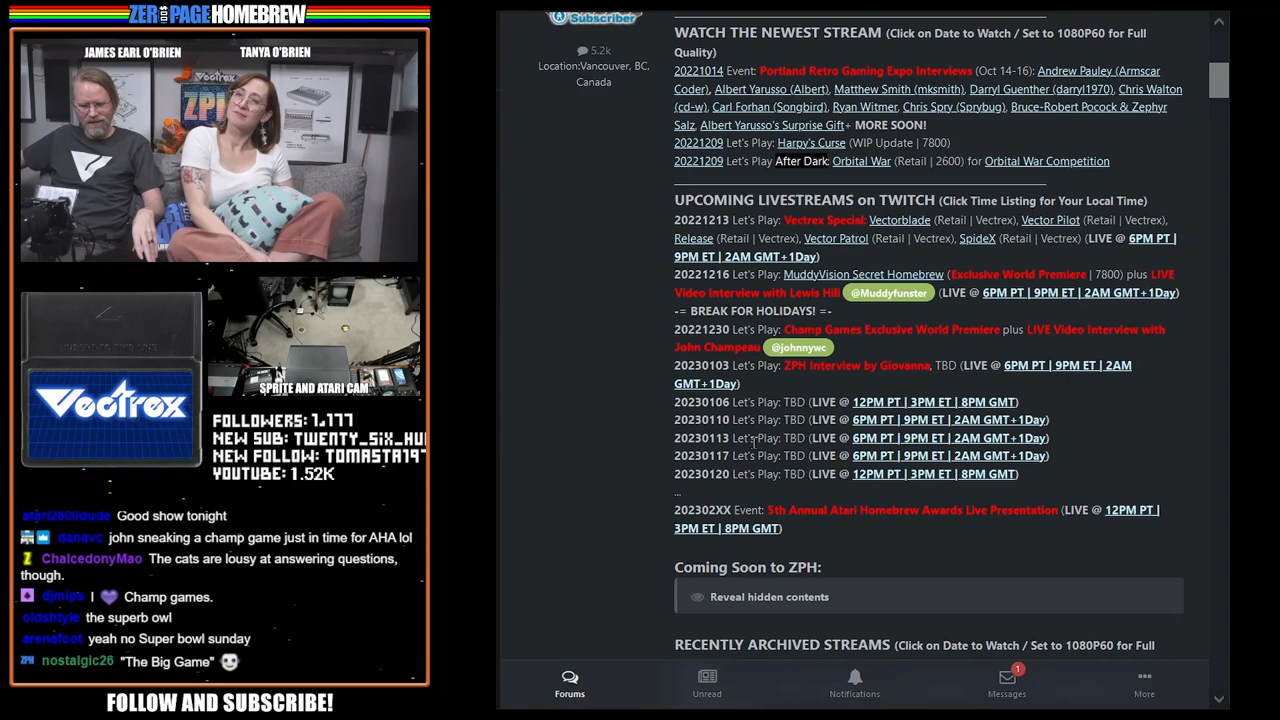 ZEROPAGE HOMEBREW
JAMES EARL O'BRIEN
TANYA O'BRIEN
Vectrex
ZPH
Vectrex
SPRITE AND ATARI CAM
FOLLOWERS: 1,177
NEW SUB: TWENTY_SIX_HU
NEW FOLLOW: TOMASTA197
YOUTUBE: 1.52K
atari2600dude Good show tonight
danavc john sneaking a champ game just in time for AHA lol
ChalcedonyMao The cats are lousy at answering questions,
though.
djmips I 💜 Champ games.
oldshtyle the superb owl
arenafoot yeah no Super bowl sunday
ZPH nostalgic26 "The Big Game"
FOLLOW AND SUBSCRIBE!
Subscriber
5.2k
Location:Vancouver, BC,
Canada
WATCH THE NEWEST STREAM (Click on Date to Watch / Set to 1080P60 for Full
Quality)
20221014 Event: Portland Retro Gaming Expo Interviews (Oct 14-16): Andrew Pauley (Armscar
Coder), Albert Yarusso (Albert), Matthew Smith (mksmith), Darryl Guenther (darryl1970), Chris Walton
(cd-w), Carl Forhan (Songbird), Ryan Witmer, Chris Spry (Sprybug), Bruce-Robert Pocock & Zephyr
Salz, Albert Yarusso's Surprise Gift+ MORE SOON!
20221209 Let's Play: Harpy's Curse (WIP Update | 7800)
20221209 Let's Play After Dark: Orbital War (Retail | 2600) for Orbital War Competition
UPCOMING LIVESTREAMS on TWITCH (Click Time Listing for Your Local Time)
20221213 Let's Play: Vectrex Special: Vectorblade (Retail | Vectrex), Vector Pilot (Retail | Vectrex),
Release (Retail | Vectrex), Vector Patrol (Retail | Vectrex), SpideX (Retail | Vectrex) (LIVE @ 6PM PT |
9PM ET | 2AM GMT+1Day)
20221216 Let's Play: MuddyVision Secret Homebrew (Exclusive World Premiere | 7800) plus LIVE
Video Interview with Lewis Hill @Muddyfunster (LIVE @ 6PM PT | 9PM ET | 2AM GMT+1Day)
-= BREAK FOR HOLIDAYS! =-
20221230 Let's Play: Champ Games Exclusive World Premiere plus LIVE Video Interview with
John Champeau @johnnywc
20230103 Let's Play: ZPH Interview by Giovanna, TBD (LIVE @ 6PM PT | 9PM ET | 2AM
GMT+1Day)
20230106 Let's Play: TBD (LIVE @ 12PM PT | 3PM ET | 8PM GMT)
20230110 Let's Play: TBD (LIVE @ 6PM PT | 9PM ET | 2AM GMT+1Day)
20230113 Let's Play: TBD (LIVE @ 6PM PT | 9PM ET | 2AM GMT+1Day)
20230117 Let's Play: TBD (LIVE @ 6PM PT | 9PM ET | 2AM GMT+1Day)
20230120 Let's Play: TBD (LIVE @ 12PM PT | 3PM ET | 8PM GMT)
...
202302XX Event: 5th Annual Atari Homebrew Awards Live Presentation (LIVE @ 12PM PT |
3PM ET | 8PM GMT)
Coming Soon to ZPH:
Reveal hidden contents
RECENTLY ARCHIVED STREAMS (Click on Date to Watch / Set to 1080P60 for Full
Forums
Unread
Notifications
1
Messages
More